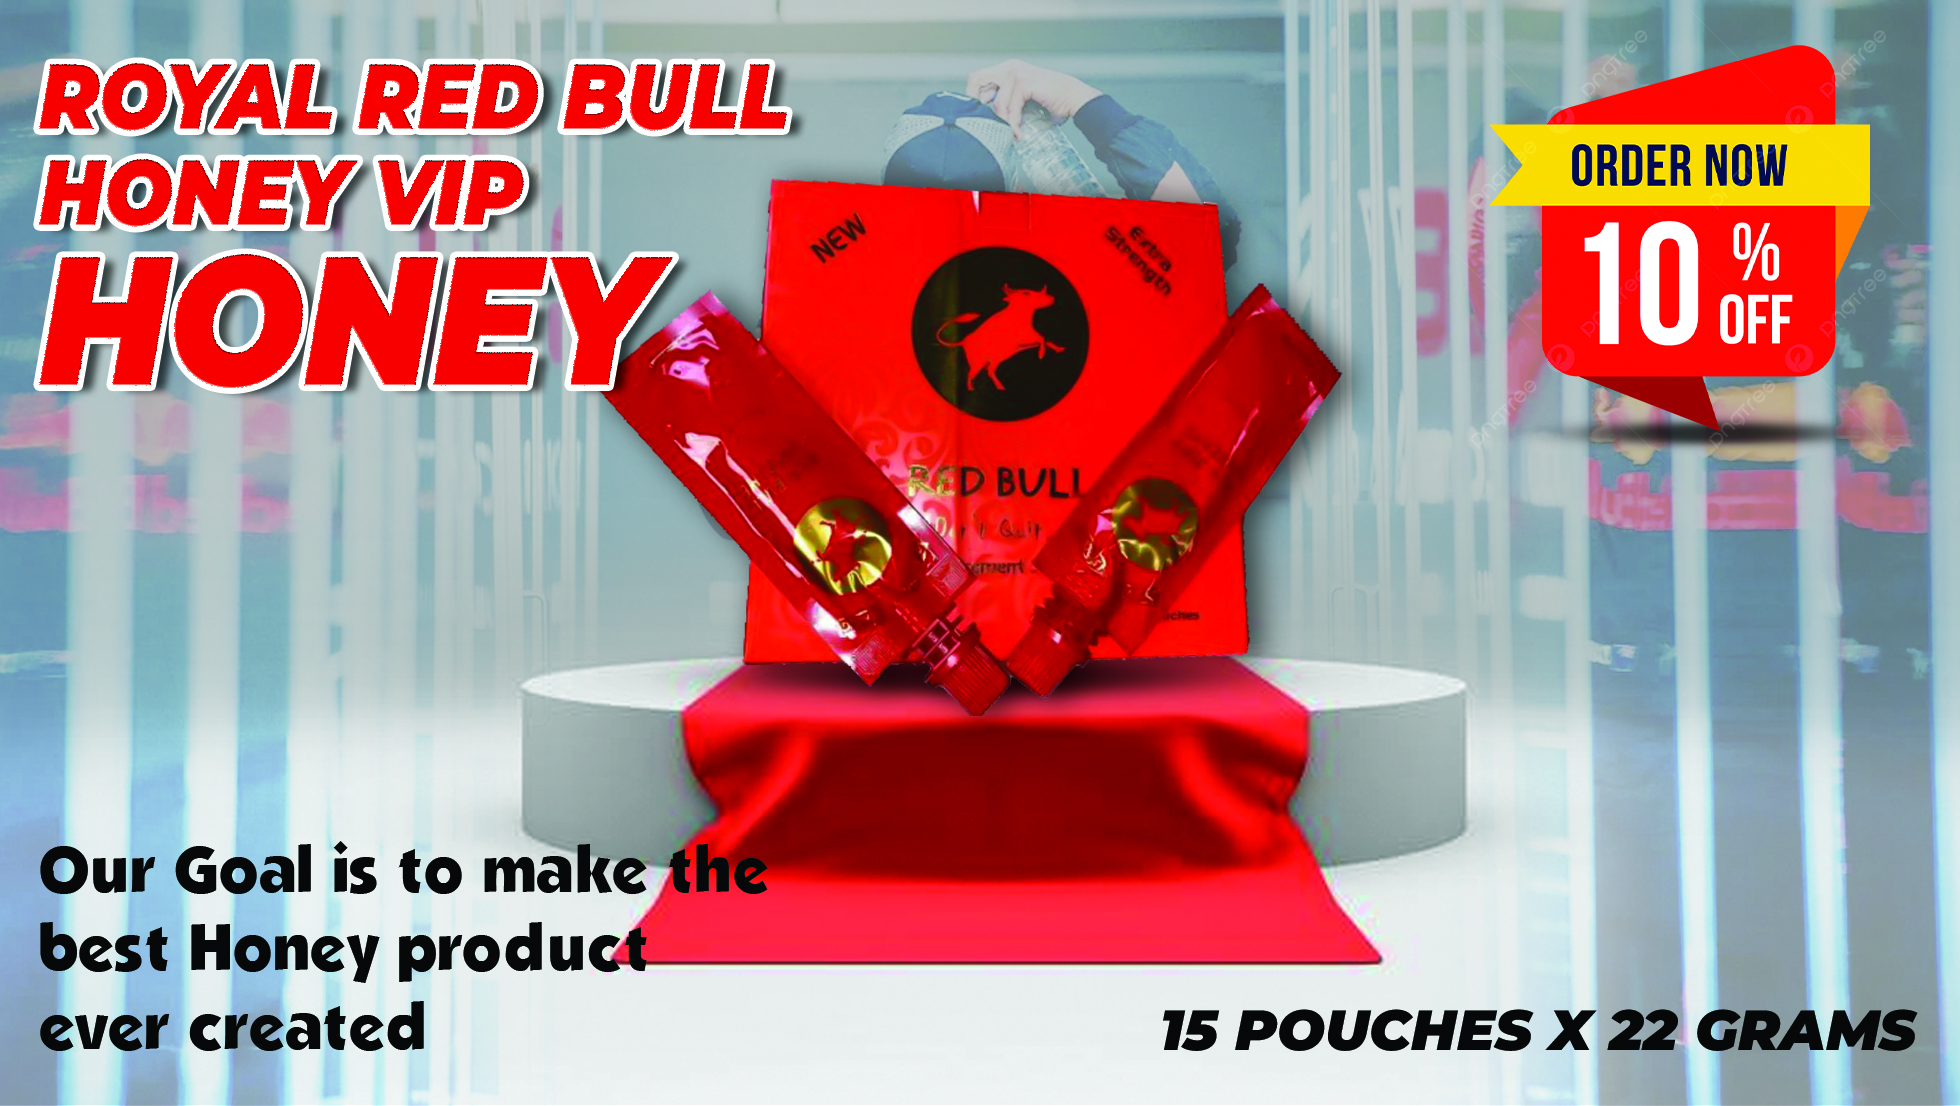 ROYAL RED BULL
HONEY VIP
HONEY
ORDER NOW
10 %
OFF
NEW
Extra
Strength
RED BULL
Our Goal is to make the
best Honey product
ever created
15 POUCHES X 22 GRAMS